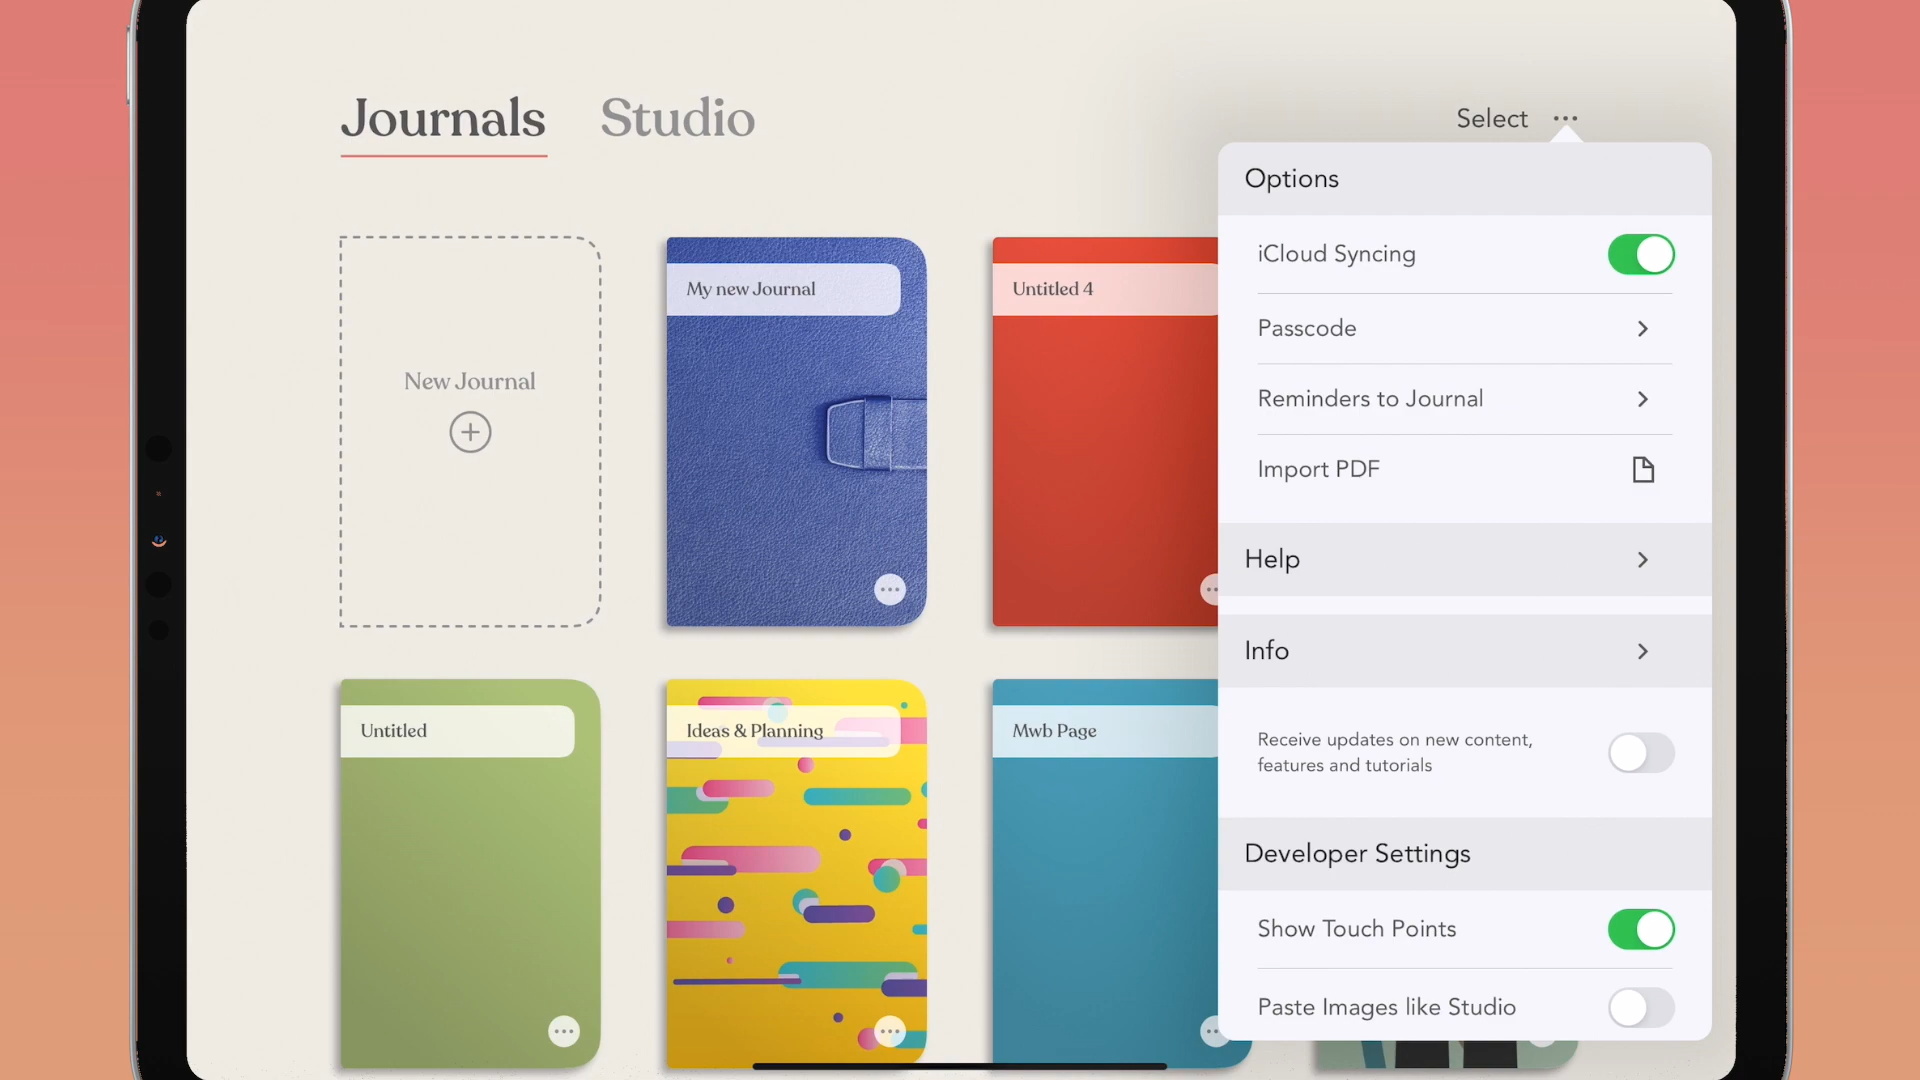 Journals
Studio
Select
Options
iCloud Syncing
Passcode
Reminders to Journal
Import PDF
Help
Info
Receive updates on new content,
features and tutorials
Developer Settings
Show Touch Points
Paste Images like Studio
New Journal
My new Journal
Untitled 4
Untitled
Ideas & Planning
Mwb Page